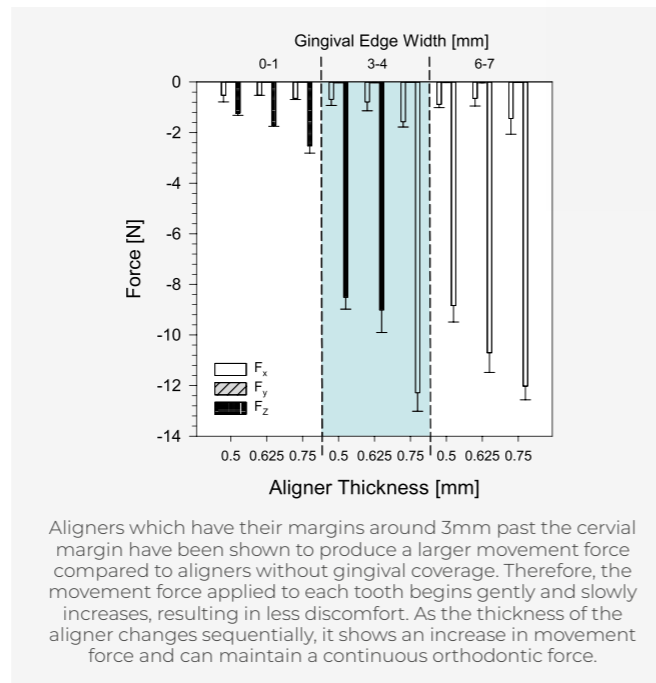 Gingival Edge Width [mm]
0-1 3-4 6-7
0
-2
-4
-6
-8
-10
-12
-14
Force [N]
Fx
Fy
FZ
0.5 0.625 0.75 0.5 0.625 0.75 0.5 0.625 0.75
Aligner Thickness [mm]
Aligners which have their margins around 3mm past the cervial
margin have been shown to produce a larger movement force
compared to aligners without gingival coverage. Therefore, the
movement force applied to each tooth begins gently and slowly
increases, resulting in less discomfort. As the thickness of the
aligner changes sequentially, it shows an increase in movement
force and can maintain a continuous orthodontic force.